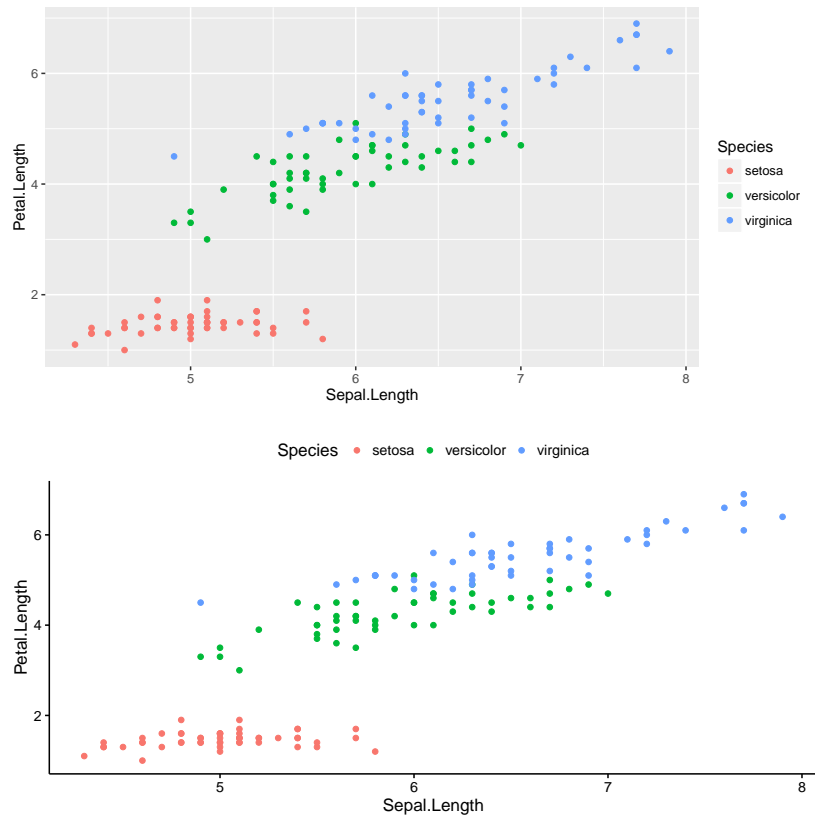 6
4
2
Petal.Length
5 6 7 8
Sepal.Length
Species
setosa
versicolor
virginica
Species setosa versicolor virginica
6
4
2
Petal.Length
5 6 7 8
Sepal.Length